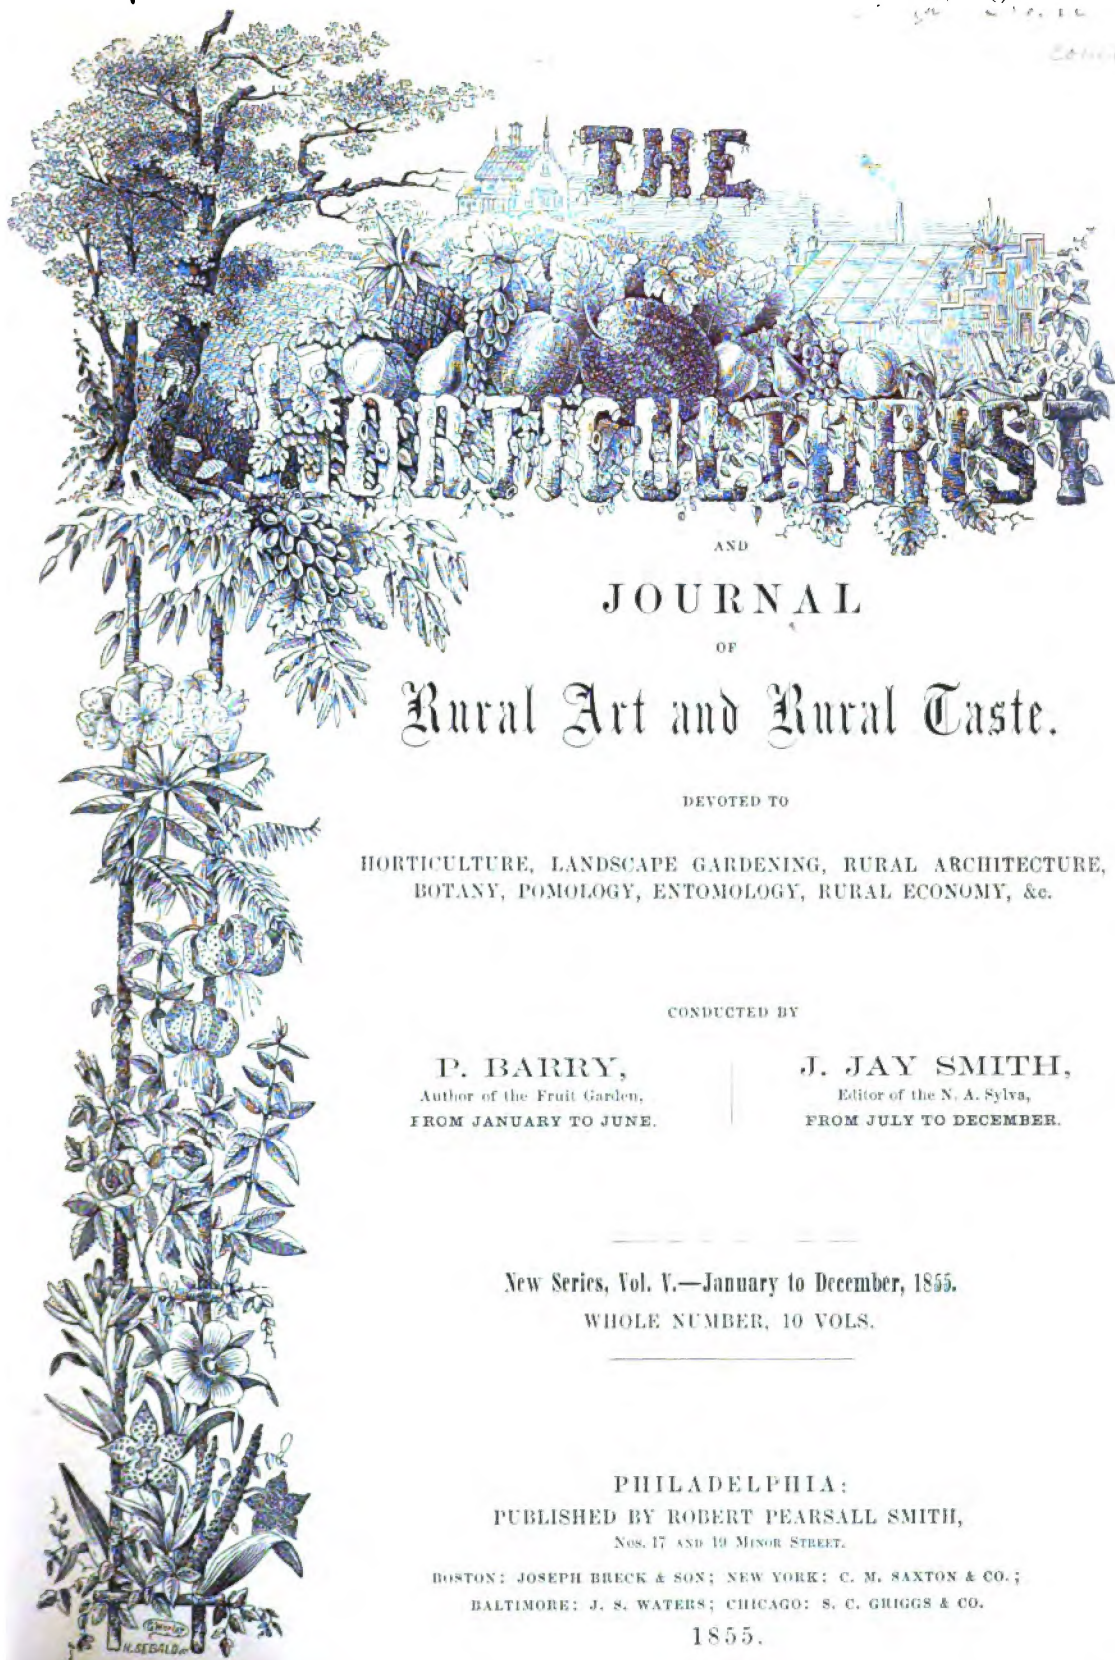 THE
HORTICULTURIST
AND
JOURNAL
OF
Rural Art and Rural Taste.
DEVOTED TO
HORTICULTURE, LANDSCAPE GARDENING, RURAL ARCHITECTURE,
BOTANY, POMOLOGY, ENTOMOLOGY, RURAL ECONOMY, &c.
CONDUCTED BY
P. BARRY,
Author of the Fruit Garden,
FROM JANUARY TO JUNE.
J. JAY SMITH,
Editor of the N. A. Sylva,
FROM JULY TO DECEMBER.
New Series, Vol. V.—January to December, 1855.
WHOLE NUMBER, 10 VOLS.
PHILADELPHIA:
PUBLISHED BY ROBERT PEARSALL SMITH,
Nos. 17 AND 19 MINOR STREET.
BOSTON: JOSEPH BRECK & SON; NEW YORK: C. M. SAXTON & CO.;
BALTIMORE: J. S. WATERS; CHICAGO: S. C. GRIGGS & CO.
1855.
H. SEBALD